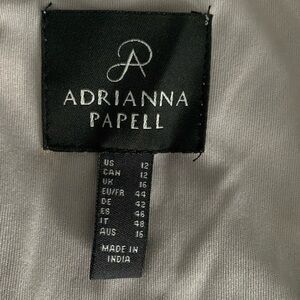 ADRIANNA
PAPELL
US 12
CAN 12
UK 16
EU/FR 44
DE 42
ES 46
IT 48
AUS 16
MADE IN
INDIA